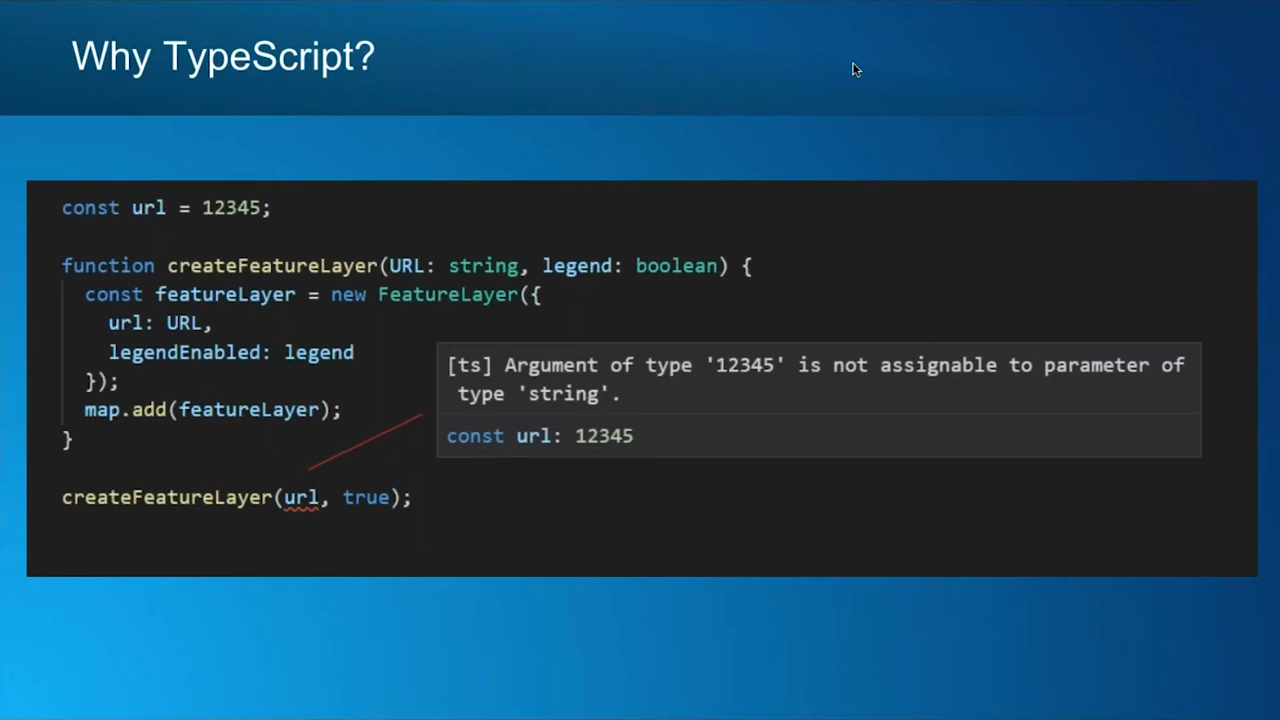 Why TypeScript?
const url = 12345;
function createFeatureLayer(URL: string, legend: boolean) {
const featureLayer = new FeatureLayer({
url: URL,
legendEnabled: legend
});
map.add(featureLayer);
}
[ts] Argument of type '12345' is not assignable to parameter of
type 'string'.
const url: 12345
createFeatureLayer(url, true);